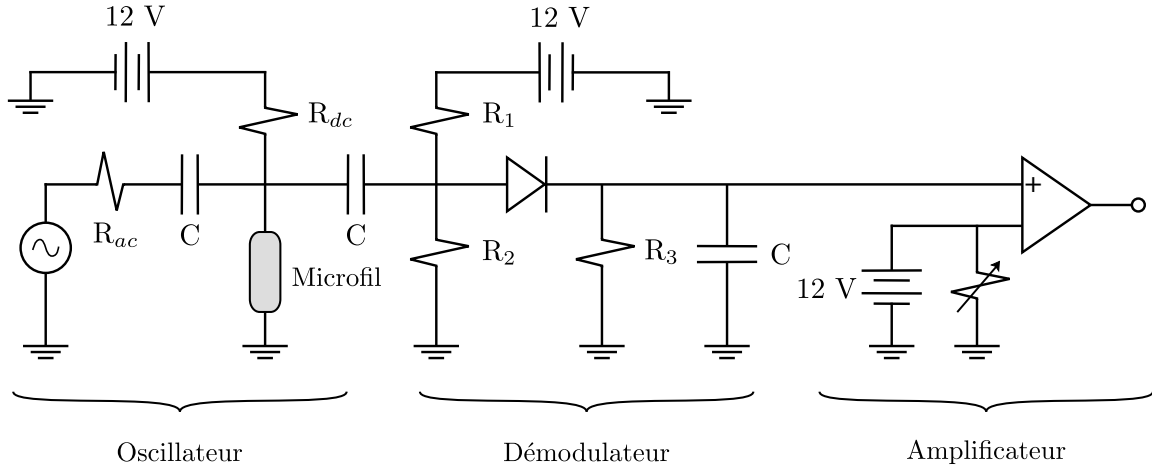 12 V
12 V
R_dc
R_1
+
R_ac
C
C
R_2
R_3
C
Microfil
12 V
Oscillateur
Démodulateur
Amplificateur